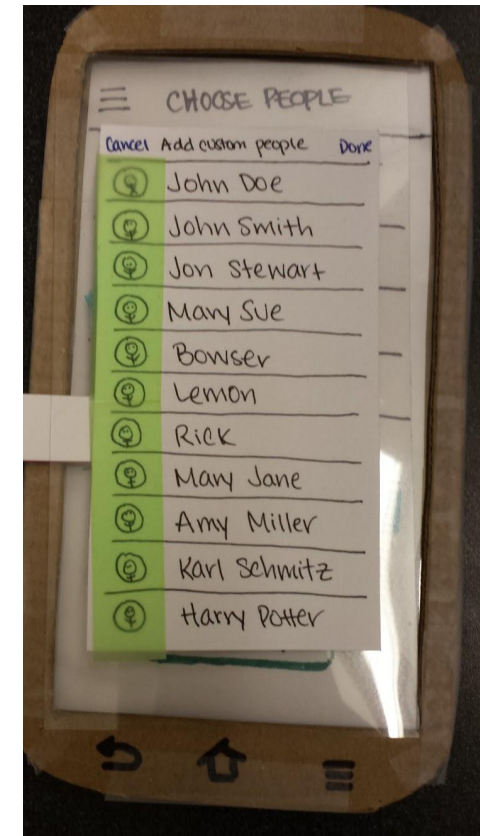 CHOOSE PEOPLE
Cancel Add custom people Done
John Doe
John Smith
Jon Stewart
Mary Sue
Bowser
Lemon
Rick
Mary Jane
Amy Miller
Karl Schmitz
Harry Potter